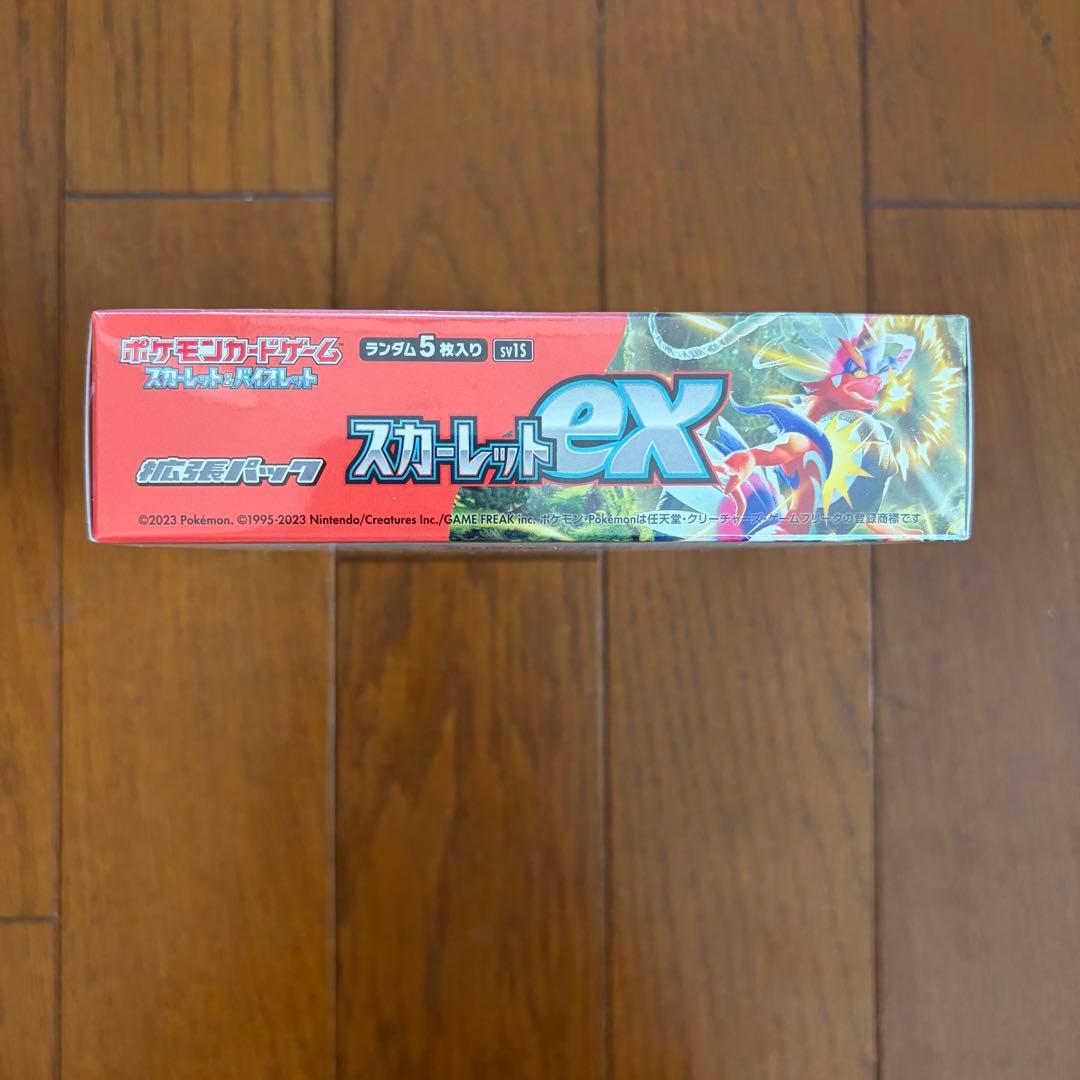 ポケモンカードゲーム
スカーレット&バイオレット
ランダム5枚入り sv1S
拡張パック
スカーレットex
©2023 Pokémon. ©1995-2023 Nintendo/Creatures Inc./GAME FREAK inc. ポケモン・Pokémonは任天堂・クリーチャーズ・ゲームフリークの登録商標です。